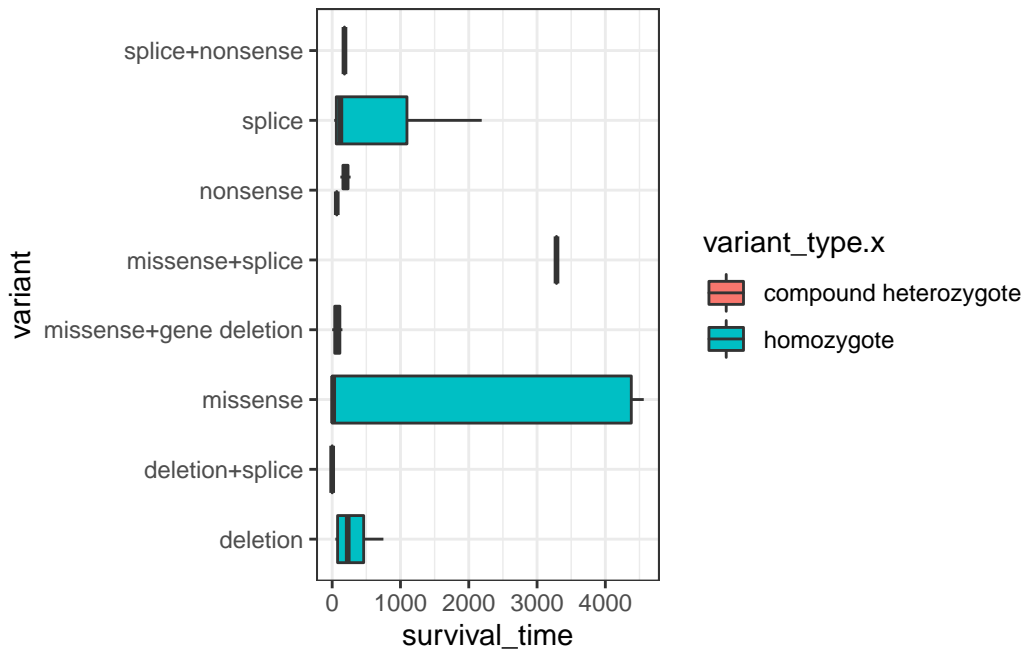 splice+nonsense
splice
nonsense
missense+splice
missense+gene deletion
missense
deletion+splice
deletion
variant
0 1000 2000 3000 4000
survival_time
variant_type.x
compound heterozygote
homozygote